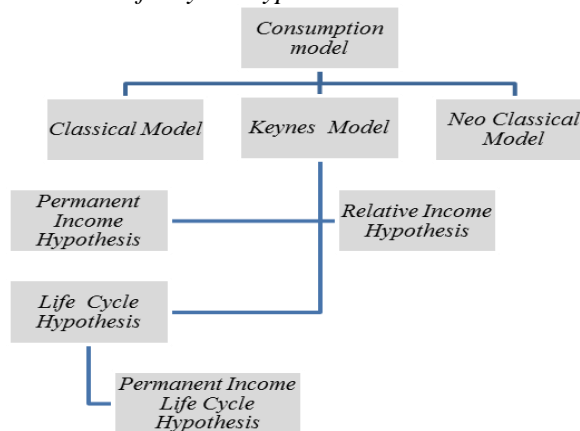 Consumption
model
Classical Model
Keynes Model
Neo Classical
Model
Permanent
Income
Hypothesis
Relative Income
Hypothesis
Life Cycle
Hypothesis
Permanent Income
Life Cycle
Hypothesis